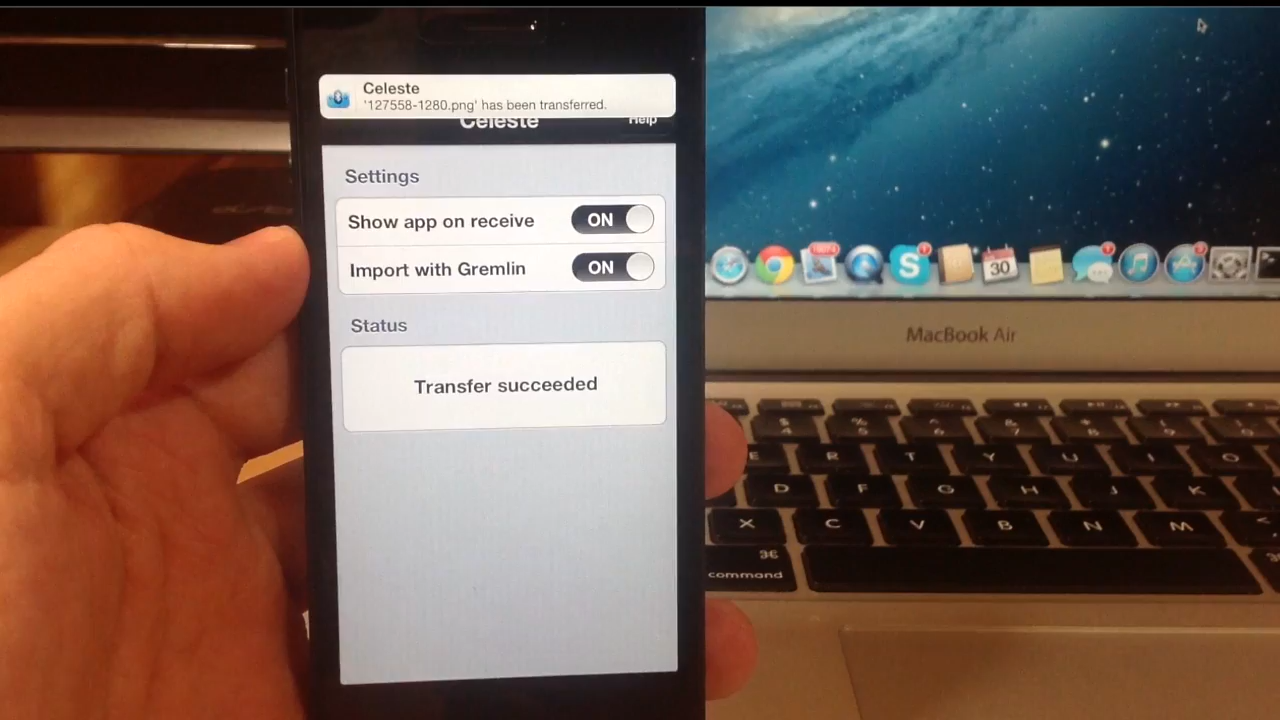 Celeste
'127558-1280.png' has been transferred.
Celeste
Help
Settings
Show app on receive ON
Import with Gremlin ON
Status
Transfer succeeded
S
30
MacBook Air
E R T Y U I O
D F G H J K
X C V B N M <
⌘ ⌘
command